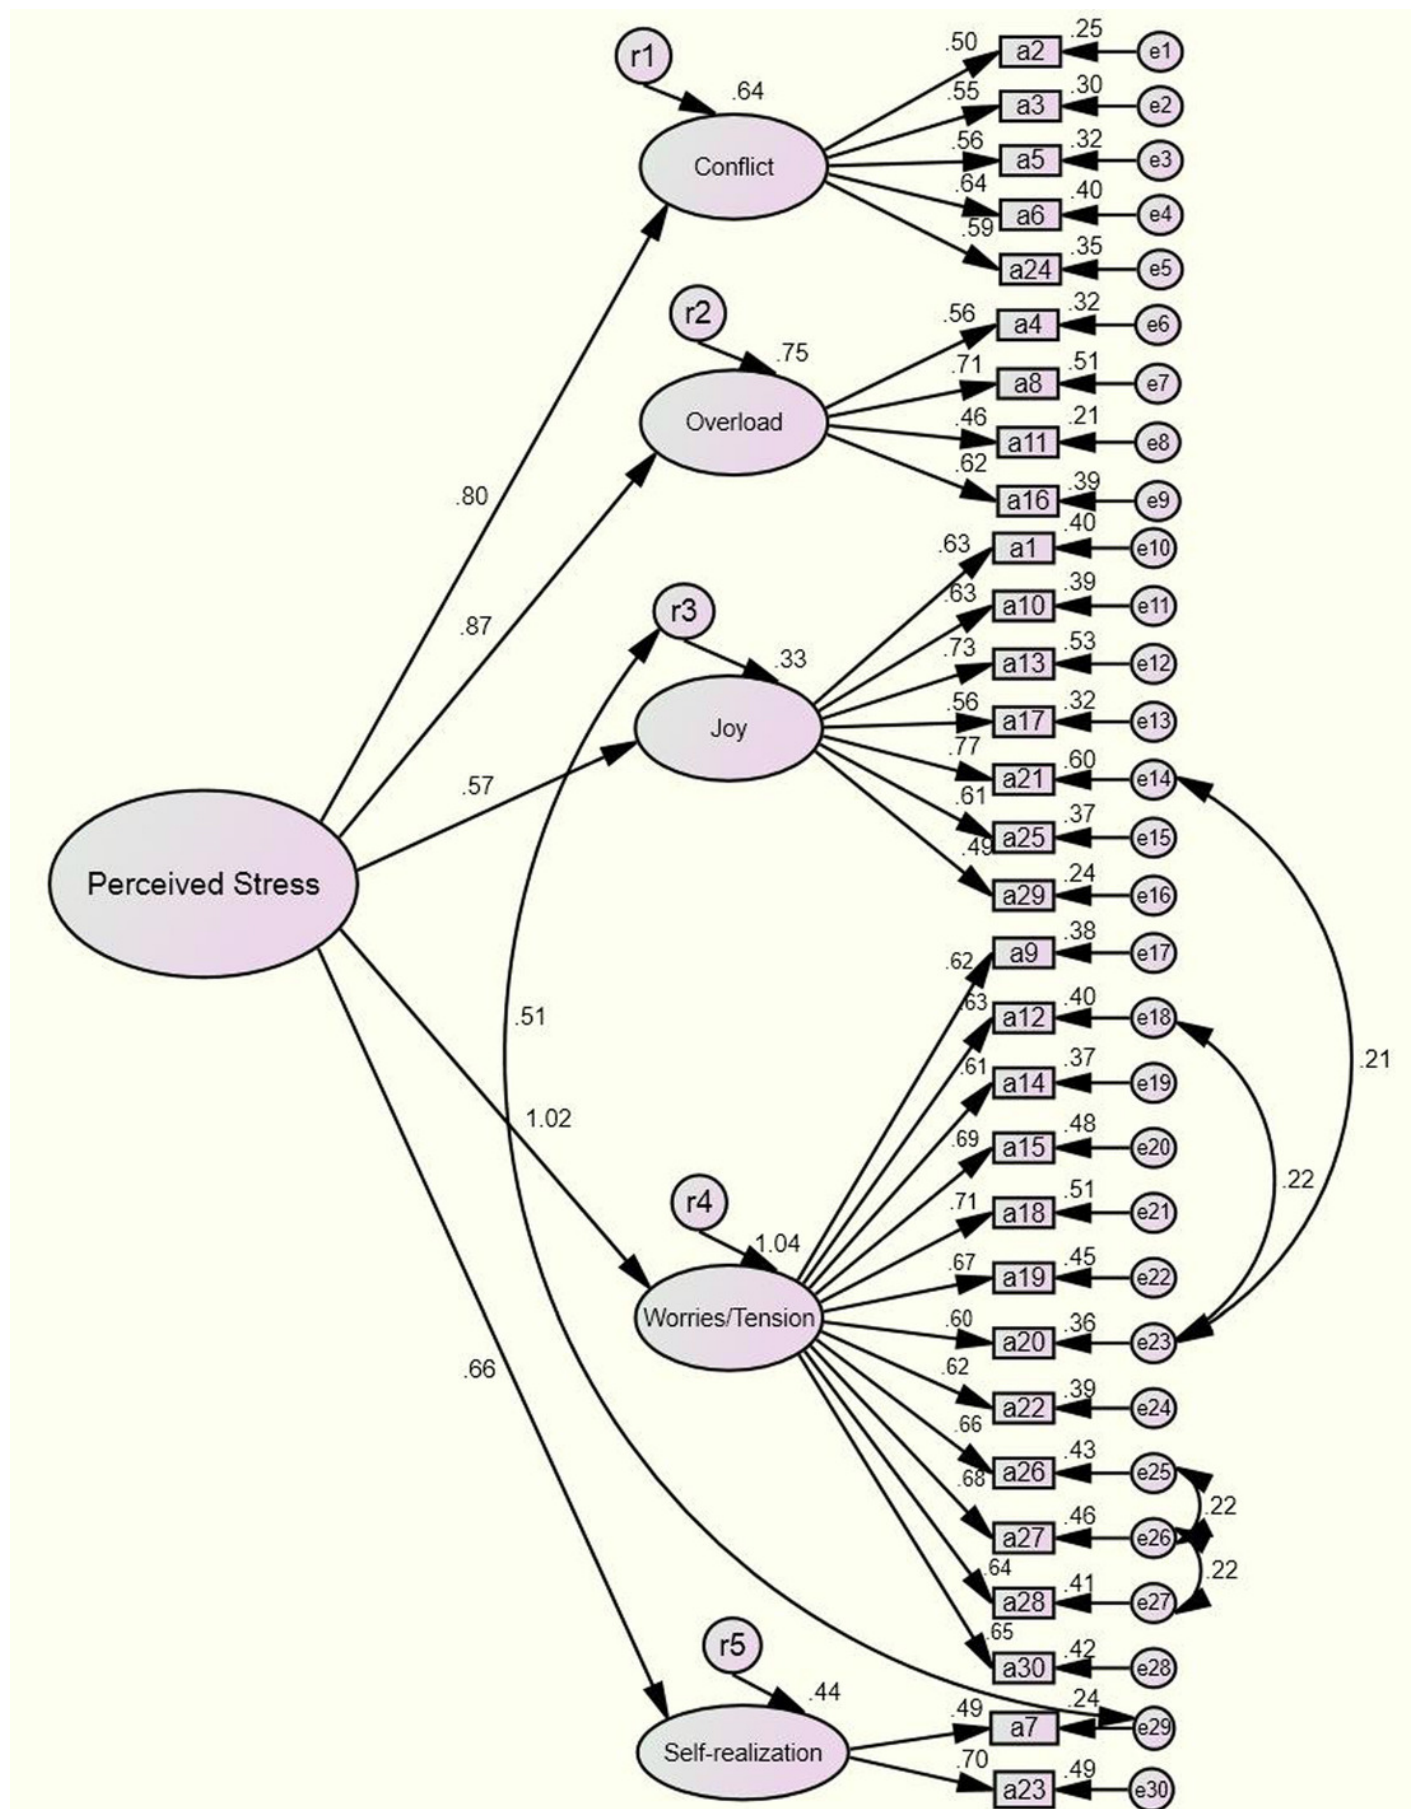 r1
.64
Conflict
.50 a2 .25 e1
.55 a3 .30 e2
.56 a5 .32 e3
.64 a6 .40 e4
.59 a24 .35 e5
r2
.75
Overload
.56 a4 .32 e6
.71 a8 .51 e7
.46 a11 .21 e8
.62 a16 .39 e9
.80
.87
r3
.33
Joy
.63 a1 .40 e10
.63 a10 .39 e11
.73 a13 .53 e12
.56 a17 .32 e13
.77 a21 .60 e14
.61 a25 .37 e15
.49 a29 .24 e16
.57
Perceived Stress
.51
1.02
.66
r4
1.04
Worries/Tension
.62 a9 .38 e17
.63 a12 .40 e18
.61 a14 .37 e19
.69 a15 .48 e20
.71 a18 .51 e21
.67 a19 .45 e22
.60 a20 .36 e23
.62 a22 .39 e24
.66 a26 .43 e25
.68 a27 .46 e26
.64 a28 .41 e27
.65 a30 .42 e28
.21
.22
.22
.22
r5
.44
Self-realization
.49 a7 .24 e29
.70 a23 .49 e30